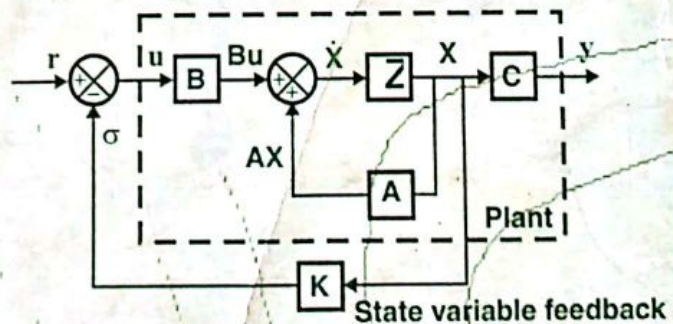 r
+
−
u
B
Bu
+
+
Ẋ
Z̅
X
C
y
σ
AX
A
Plant
K
State variable feedback